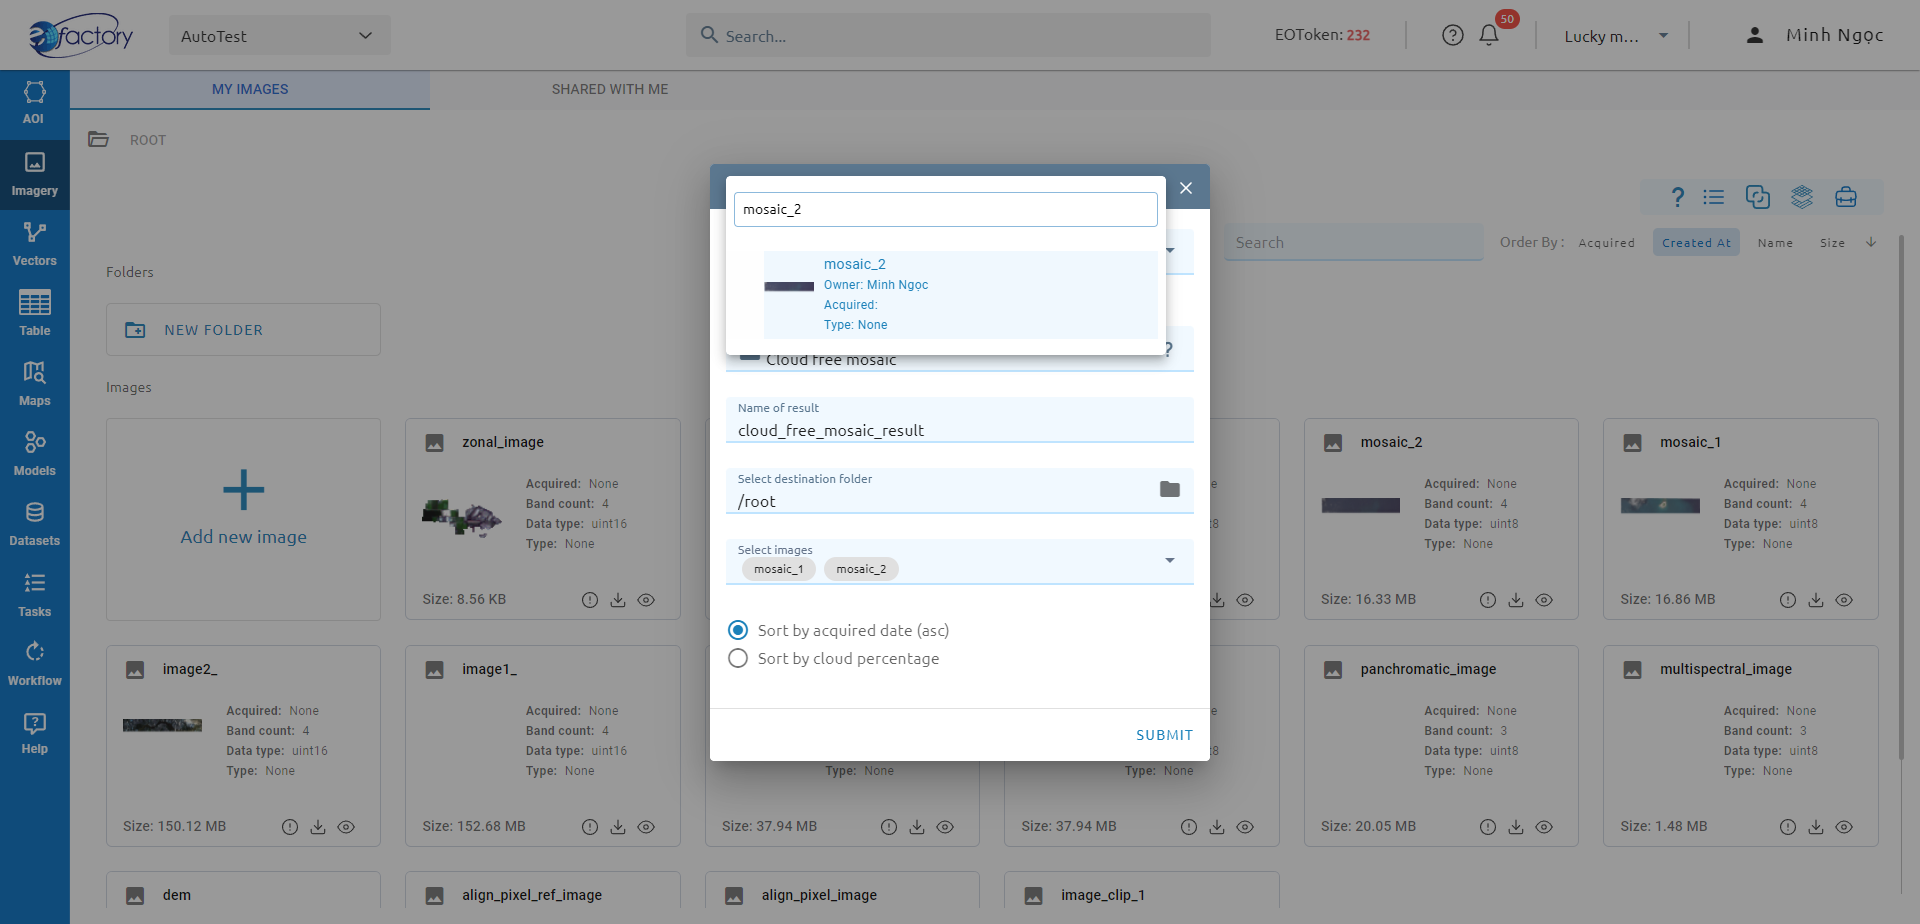 eofactory
AutoTest
Search...
EOToken: 232
50
Lucky m...
Minh Ngọc
AOI
Imagery
Vectors
Table
Maps
Models
Datasets
Tasks
Workflow
Help
MY IMAGES
SHARED WITH ME
ROOT
Search
Order By :
Acquired
Created At
Name
Size
Folders
NEW FOLDER
Images
Add new image
zonal_image
Acquired: None
Band count: 4
Data type: uint16
Type: None
Size: 8.56 KB
mosaic_2
Acquired: None
Band count: 4
Data type: uint8
Type: None
Size: 16.33 MB
mosaic_1
Acquired: None
Band count: 4
Data type: uint8
Type: None
Size: 16.86 MB
image2_
Acquired: None
Band count: 4
Data type: uint16
Type: None
Size: 150.12 MB
image1_
Acquired: None
Band count: 4
Data type: uint16
Type: None
Size: 152.68 MB
Type: None
Size: 37.94 MB
Type: None
Size: 37.94 MB
panchromatic_image
Acquired: None
Band count: 3
Data type: uint8
Type: None
Size: 20.05 MB
multispectral_image
Acquired: None
Band count: 3
Data type: uint8
Type: None
Size: 1.48 MB
dem
align_pixel_ref_image
align_pixel_image
image_clip_1
mosaic_2
mosaic_2
Owner: Minh Ngọc
Acquired:
Type: None
Cloud free mosaic
?
Name of result
cloud_free_mosaic_result
Select destination folder
/root
Select images
mosaic_1
mosaic_2
Sort by acquired date (asc)
Sort by cloud percentage
SUBMIT